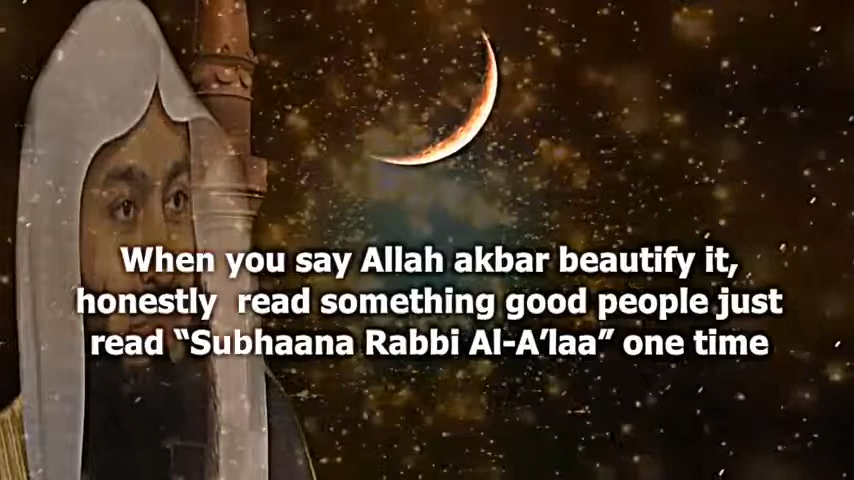 When you say Allah akbar beautify it,
honestly read something good people just
read “Subhaana Rabbi Al-A’laa” one time